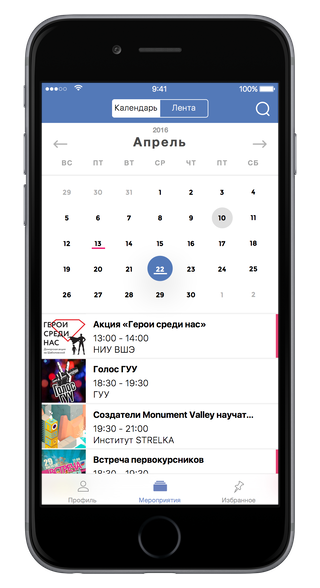 9:41
100%
Календарь
Лента
2016
Апрель
ВС ПТ ВТ СР ЧТ ПТ СБ
29 30 31 1 2 3 4
5 6 7 8 9 10 11
12 13 14 15 16 17 18
19 20 21 22 23 24 25
26 27 28 29 30 1 2
ГЕРОИ
СРЕДИ
НАС
Акция «Герои среди нас»
13:00 - 14:00
НИУ ВШЭ
ГОЛОС
ГУУ
Голос ГУУ
18:30 - 19:30
ГУУ
Создатели Monument Valley научат...
19:30 - 21:00
Институт STRELKA
Встреча первокурсников
18:30 - 19:30
Профиль
Мероприятия
Избранное